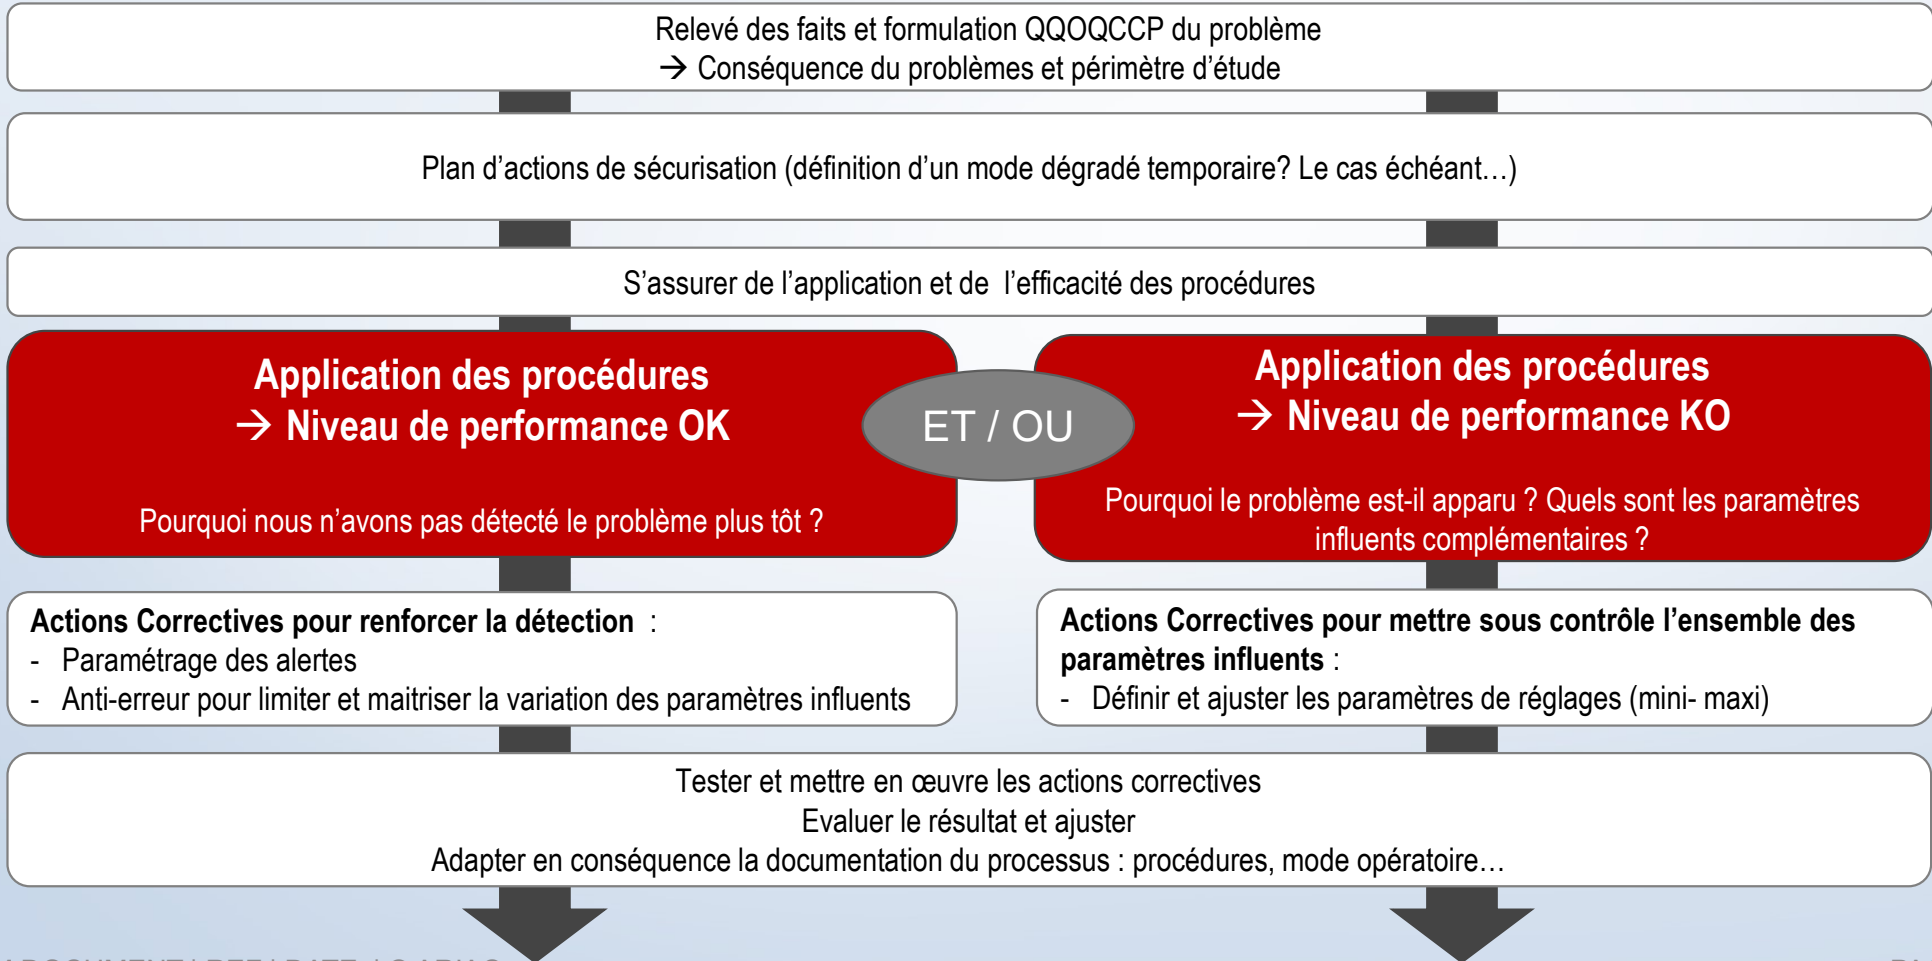 Relevé des faits et formulation QQOQCCP du problème
→ Conséquence du problèmes et périmètre d'étude
Plan d'actions de sécurisation (définition d'un mode dégradé temporaire? Le cas échéant…)
S'assurer de l'application et de l'efficacité des procédures
Application des procédures
→ Niveau de performance OK
Pourquoi nous n'avons pas détecté le problème plus tôt ?
ET / OU
Application des procédures
→ Niveau de performance KO
Pourquoi le problème est-il apparu ? Quels sont les paramètres
influents complémentaires ?
Actions Correctives pour renforcer la détection :
- Paramétrage des alertes
- Anti-erreur pour limiter et maitriser la variation des paramètres influents
Actions Correctives pour mettre sous contrôle l'ensemble des
paramètres influents :
- Définir et ajuster les paramètres de réglages (mini- maxi)
Tester et mettre en œuvre les actions correctives
Evaluer le résultat et ajuster
Adapter en conséquence la documentation du processus : procédures, mode opératoire…